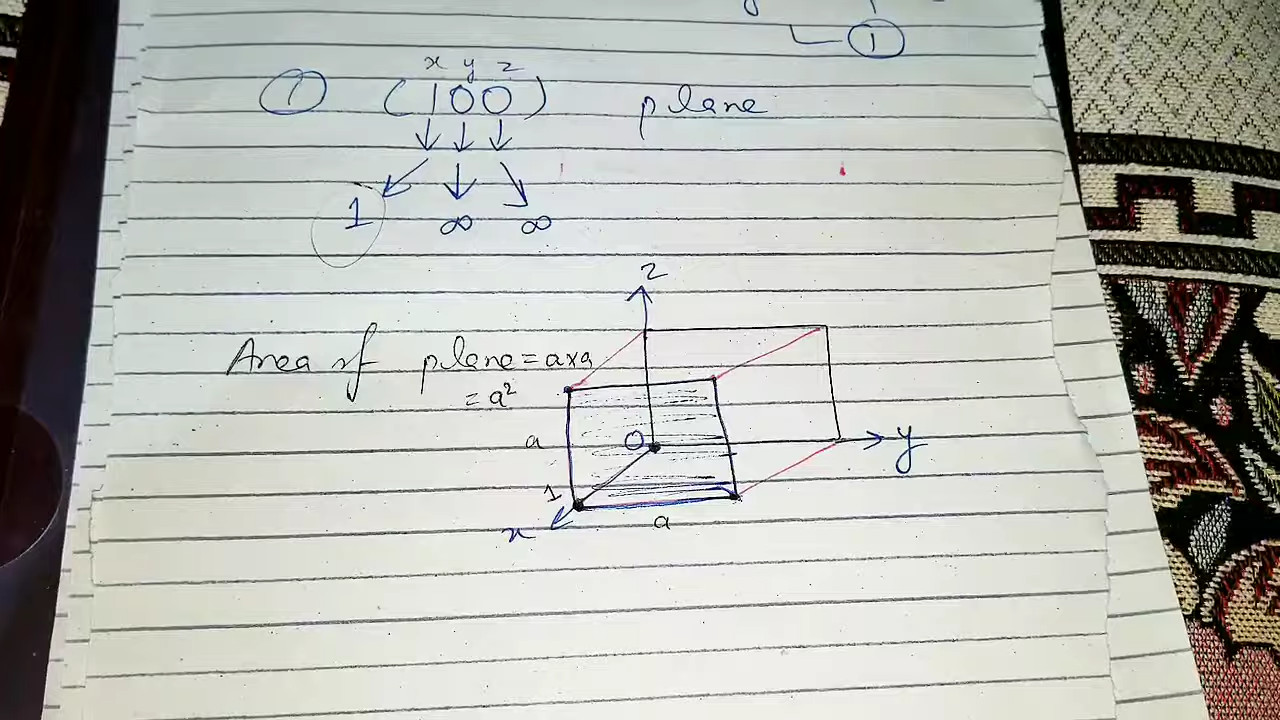 1
x y z
1 (100) plane
1 ∞ ∞
z
Area of plane = a×a
= a²
a
O
y
1
x
a